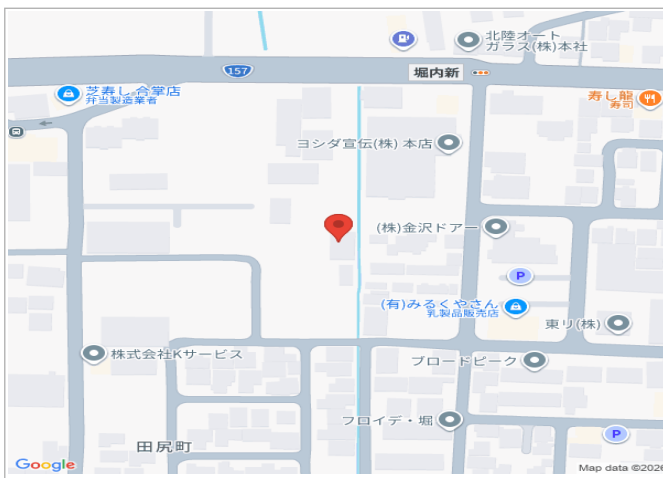 北陸オート
ガラス(株)本社
157
堀内新
芝寿し 合掌店
弁当製造業者
寿し龍
寿司
ヨシダ宣伝(株) 本店
(株)金沢ドアー
P
(有)みるくやさん
乳製品販売店
東リ(株)
株式会社Kサービス
ブロードピーク
フロイデ・堀
P
田尻町
Google
Map data ©2026